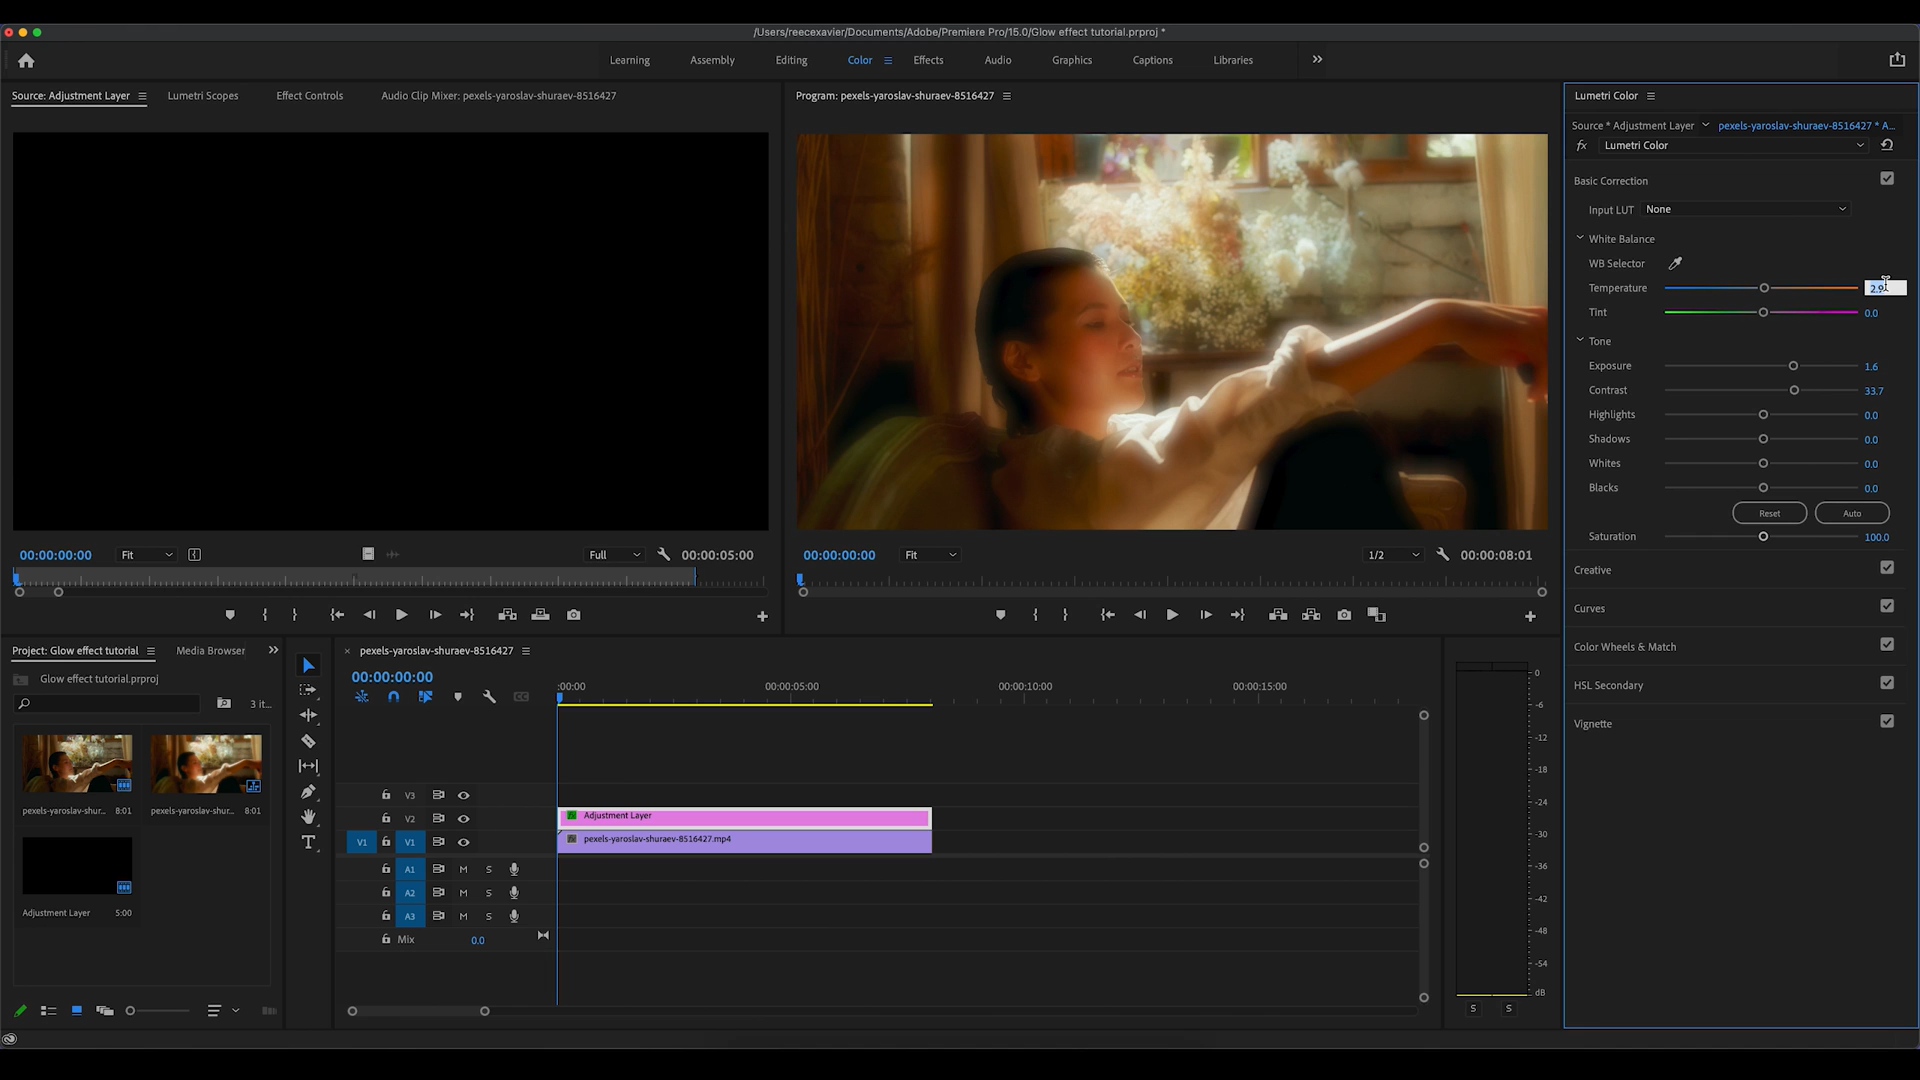 /Users/reecexavier/Documents/Adobe/Premiere Pro/15.0/Glow effect tutorial.prproj *
Learning Assembly Editing Color Effects Audio Graphics Captions Libraries
Source: Adjustment Layer Lumetri Scopes Effect Controls Audio Clip Mixer: pexels-yaroslav-shuraev-8516427
Program: pexels-yaroslav-shuraev-8516427
Lumetri Color
Source * Adjustment Layer pexels-yaroslav-shuraev-8516427 * A...
fx Lumetri Color
Basic Correction
Input LUT None
White Balance
WB Selector
Temperature 2.9
Tint 0.0
Tone
Exposure 1.6
Contrast 33.7
Highlights 0.0
Shadows 0.0
Whites 0.0
Blacks 0.0
Reset Auto
Saturation 100.0
Creative
Curves
Color Wheels & Match
HSL Secondary
Vignette
00:00:00:00 Fit Full 00:00:05:00
00:00:00:00 Fit 1/2 00:00:08:01
Project: Glow effect tutorial Media Browser
Glow effect tutorial.prproj
3 it...
pexels-yaroslav-shur... 8:01
pexels-yaroslav-shur... 8:01
Adjustment Layer 5:00
pexels-yaroslav-shuraev-8516427
00:00:00:00
:00:00 00:00:05:00 00:00:10:00 00:00:15:00
CC
V3
V2 Adjustment Layer
V1 V1 pexels-yaroslav-shuraev-8516427.mp4
A1 M S
A2 M S
A3 M S
Mix 0.0
0
-6
-12
-18
-24
-30
-36
-42
-48
-54
dB
S S